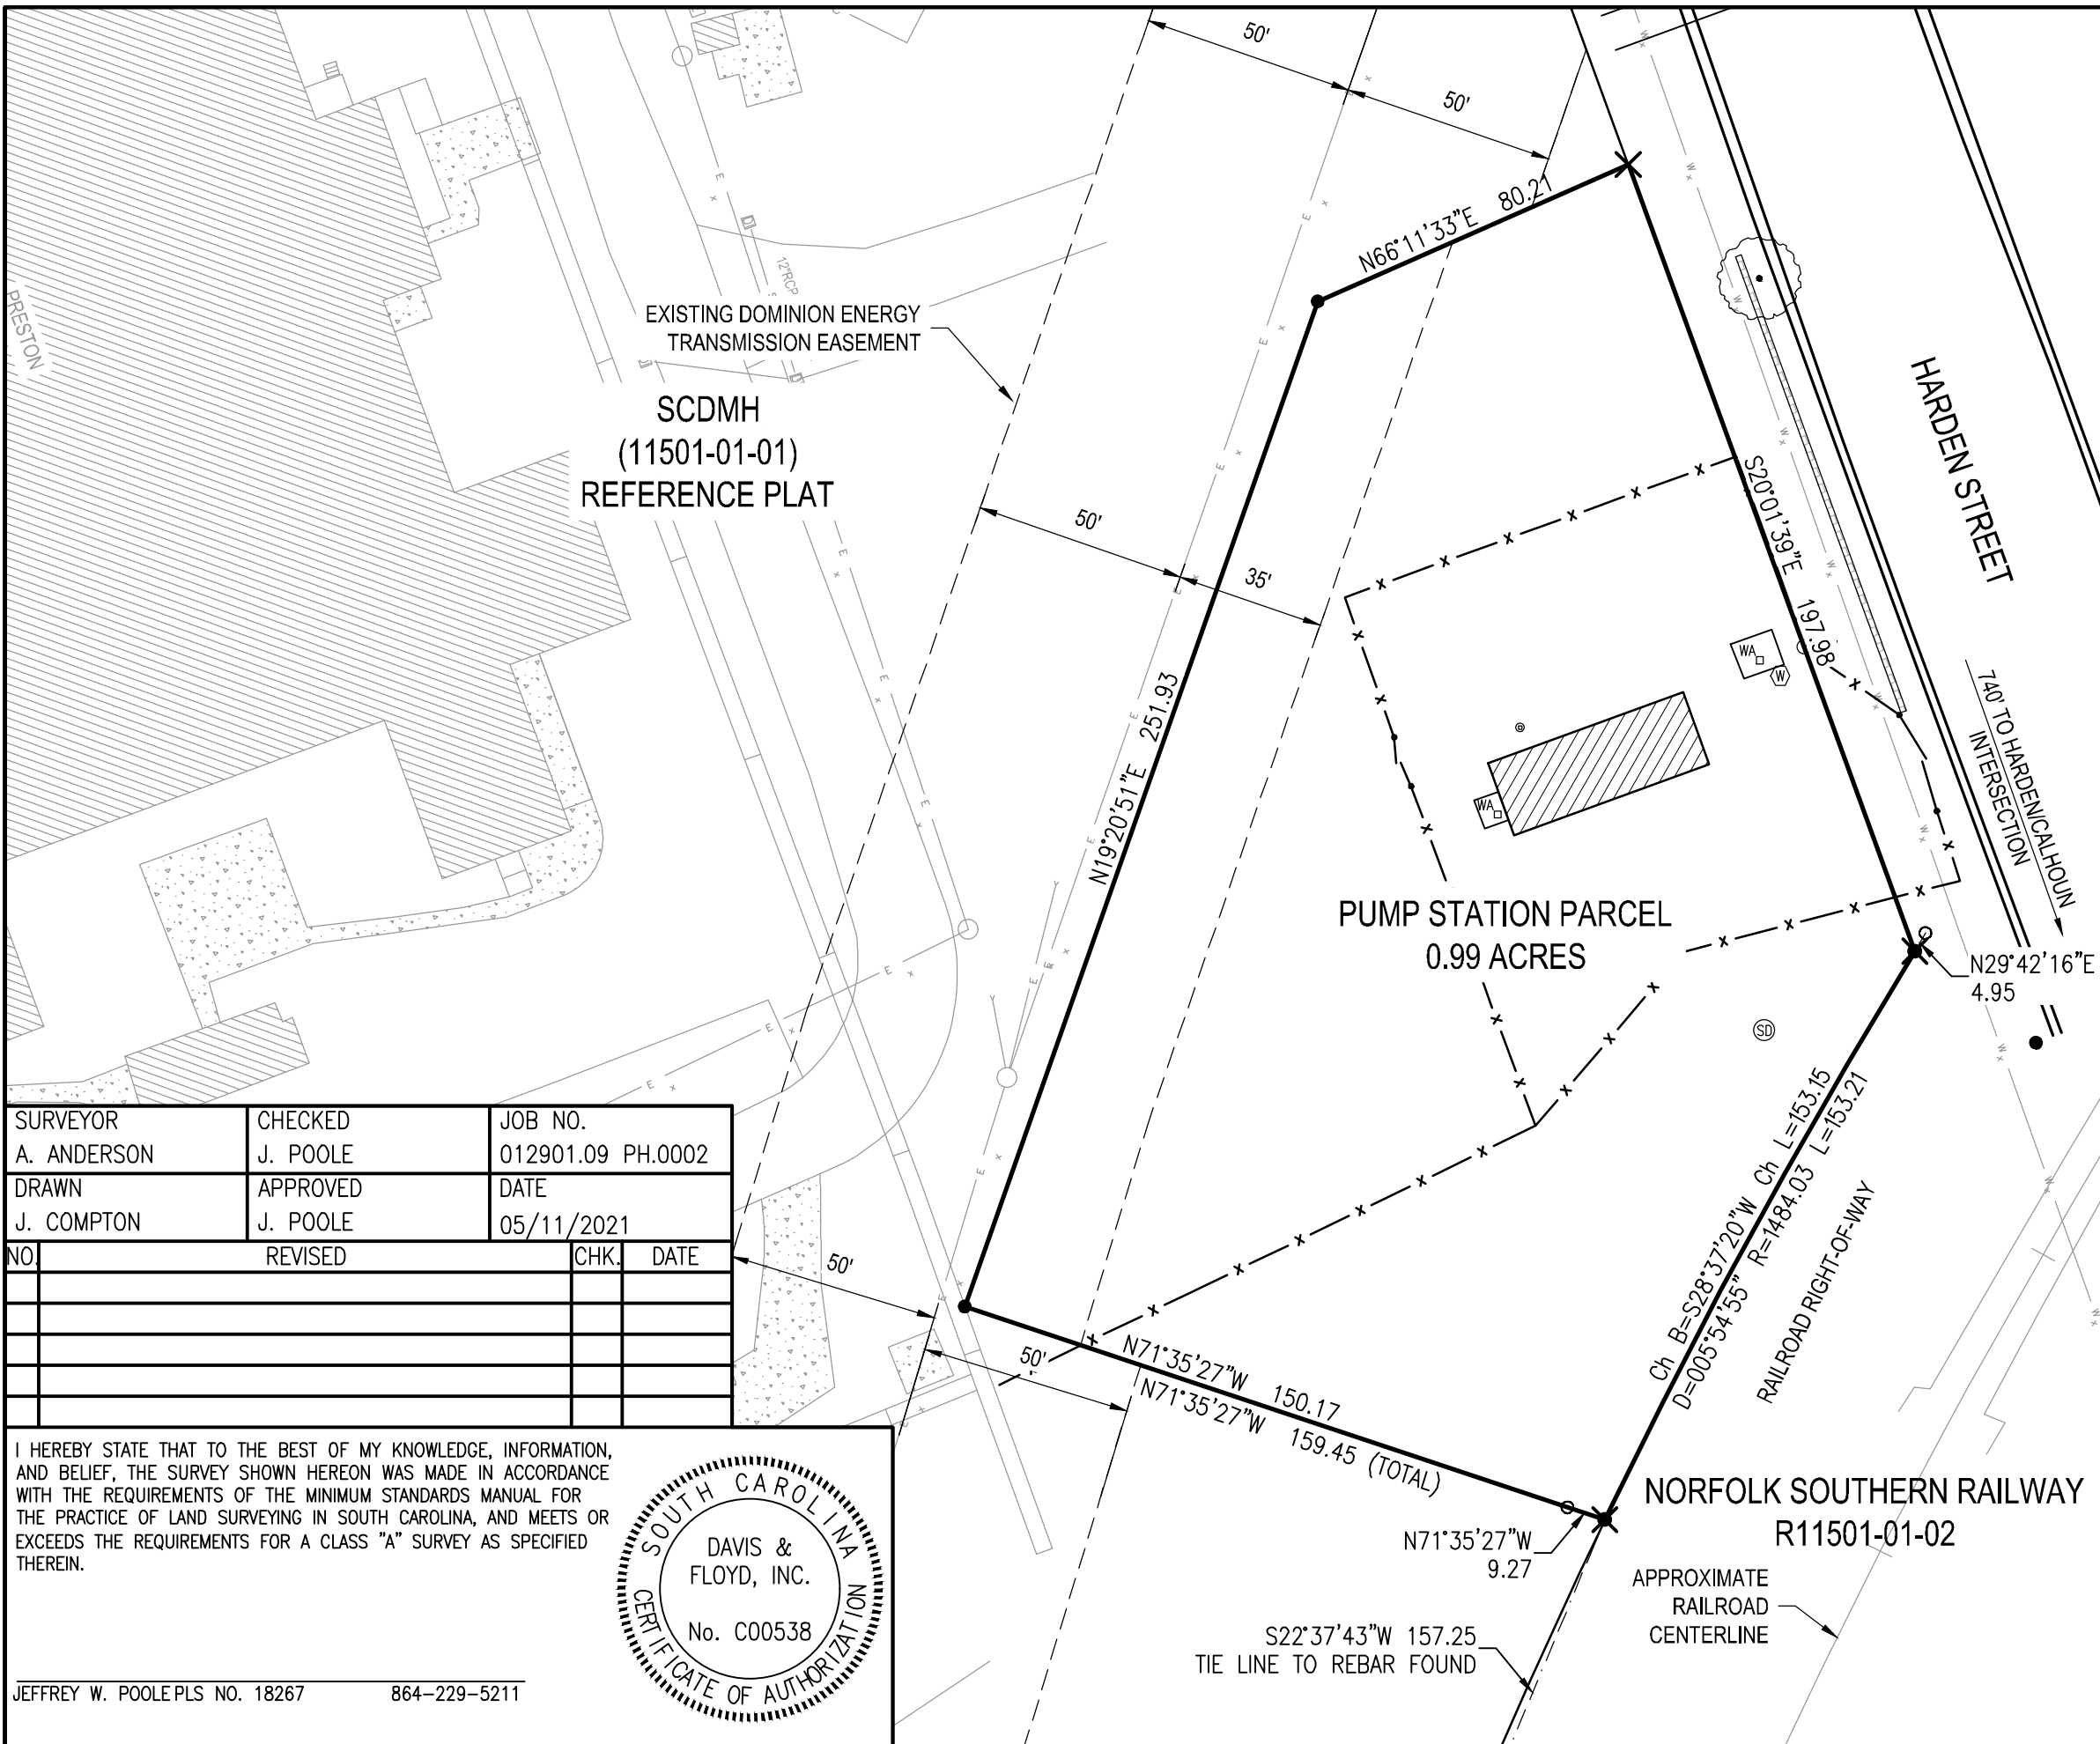 50'
50'
N66°11'33"E 80.21
12"RCP
PRESTON
EXISTING DOMINION ENERGY
TRANSMISSION EASEMENT
SCDMH
(11501-01-01)
REFERENCE PLAT
HARDEN STREET
50'
35'
S20°01'39"E 197.98
WA
W
WA
N19°20'51"E 251.93
740' TO HARDEN/CALHOUN
INTERSECTION
PUMP STATION PARCEL
0.99 ACRES
N29°42'16"E
4.95
SD
Ch B=S28°37'20"W Ch L=153.15
D=005°54'55" R=1484.03 L=153.21
RAILROAD RIGHT-OF-WAY
SURVEYOR CHECKED JOB NO.
A. ANDERSON J. POOLE 012901.09 PH.0002
DRAWN APPROVED DATE
J. COMPTON J. POOLE 05/11/2021
NO. REVISED CHK. DATE
50'
50'
N71°35'27"W 150.17
N71°35'27"W 159.45 (TOTAL)
N71°35'27"W
9.27
NORFOLK SOUTHERN RAILWAY
R11501-01-02
APPROXIMATE
RAILROAD
CENTERLINE
S22°37'43"W 157.25
TIE LINE TO REBAR FOUND
I HEREBY STATE THAT TO THE BEST OF MY KNOWLEDGE, INFORMATION,
AND BELIEF, THE SURVEY SHOWN HEREON WAS MADE IN ACCORDANCE
WITH THE REQUIREMENTS OF THE MINIMUM STANDARDS MANUAL FOR
THE PRACTICE OF LAND SURVEYING IN SOUTH CAROLINA, AND MEETS OR
EXCEEDS THE REQUIREMENTS FOR A CLASS "A" SURVEY AS SPECIFIED
THEREIN.
SOUTH CAROLINA
DAVIS &
FLOYD, INC.
No. C00538
CERTIFICATE OF AUTHORIZATION
JEFFREY W. POOLE PLS NO. 18267 864-229-5211